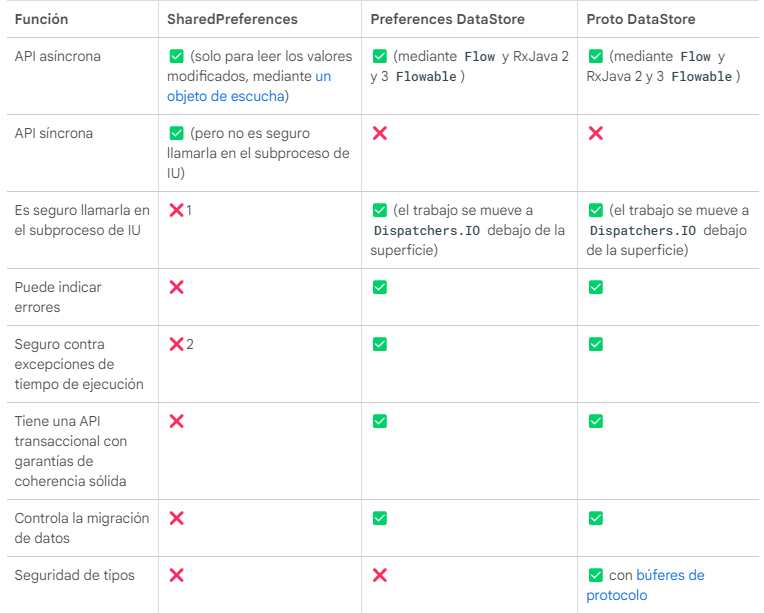 Función SharedPreferences Preferences DataStore Proto DataStore
API asíncrona ✅ (solo para leer los valores ✅ (mediante Flow y RxJava 2 ✅ (mediante Flow y
modificados, mediante un y 3 Flowable ) RxJava 2 y 3 Flowable )
objeto de escucha)
API síncrona ✅ (pero no es seguro ❌ ❌
llamarla en el subproceso de
IU)
Es seguro llamarla en ❌1 ✅ (el trabajo se mueve a ✅ (el trabajo se mueve a
el subproceso de IU Dispatchers.IO debajo de la Dispatchers.IO debajo
superficie) de la superficie)
Puede indicar ❌ ✅ ✅
errores
Seguro contra ❌2 ✅ ✅
excepciones de
tiempo de ejecución
Tiene una API ❌ ✅ ✅
transaccional con
garantías de
coherencia sólida
Controla la migración ❌ ✅ ✅
de datos
Seguridad de tipos ❌ ❌ ✅ con búferes de
protocolo